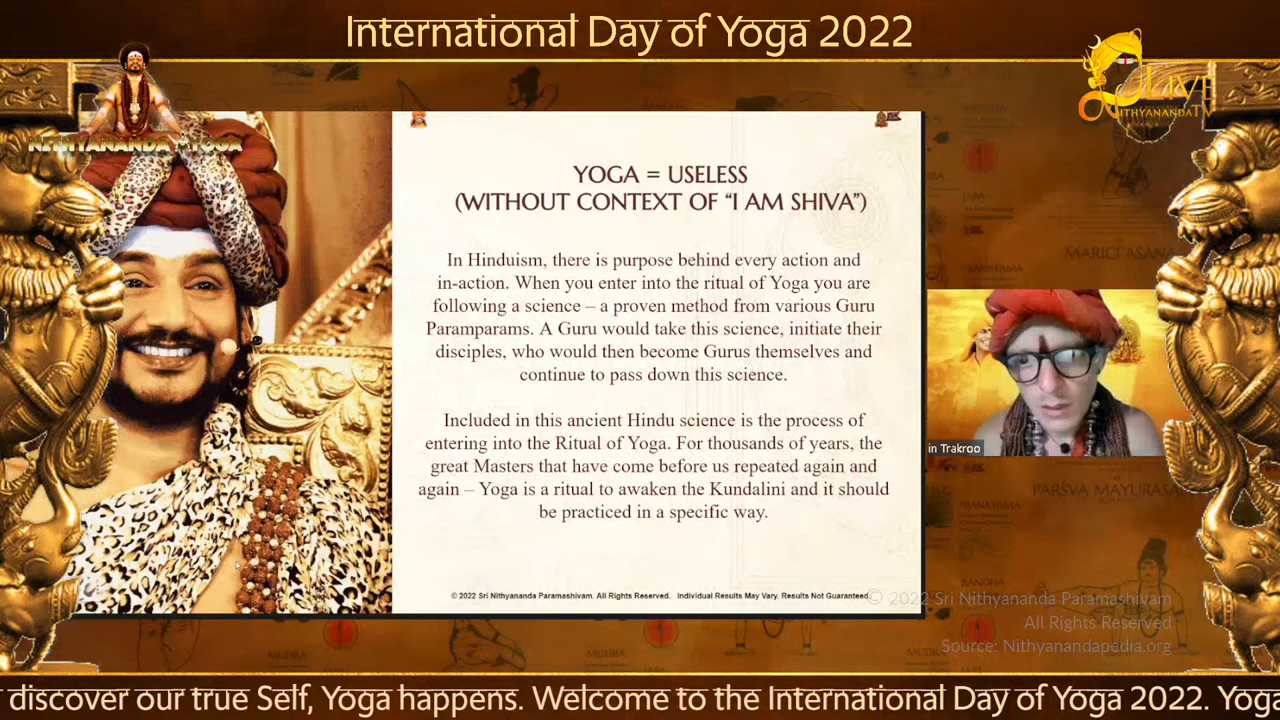 International Day of Yoga 2022
NITHYANANDA YOGA
LIVE
NITHYANANDATV
YOGA = USELESS
(WITHOUT CONTEXT OF “I AM SHIVA”)
In Hinduism, there is purpose behind every action and
in-action. When you enter into the ritual of Yoga you are
following a science – a proven method from various Guru
Paramparams. A Guru would take this science, initiate their
disciples, who would then become Gurus themselves and
continue to pass down this science.
Included in this ancient Hindu science is the process of
entering into the Ritual of Yoga. For thousands of years, the
great Masters that have come before us repeated again and
again – Yoga is a ritual to awaken the Kundalini and it should
be practiced in a specific way.
© 2022 Sri Nithyananda Paramashivam. All Rights Reserved. Individual Results May Vary. Results Not Guaranteed.
MARICI ASANA
in Trakroo
PARSVA MAYURASA
BANDHA
MUDRA
MUDRA
MUDRA
© 2022 Sri Nithyananda Paramashivam
All Rights Reserved
Source: Nithyanandapedia.org
discover our true Self, Yoga happens. Welcome to the International Day of Yoga 2022. Yoga